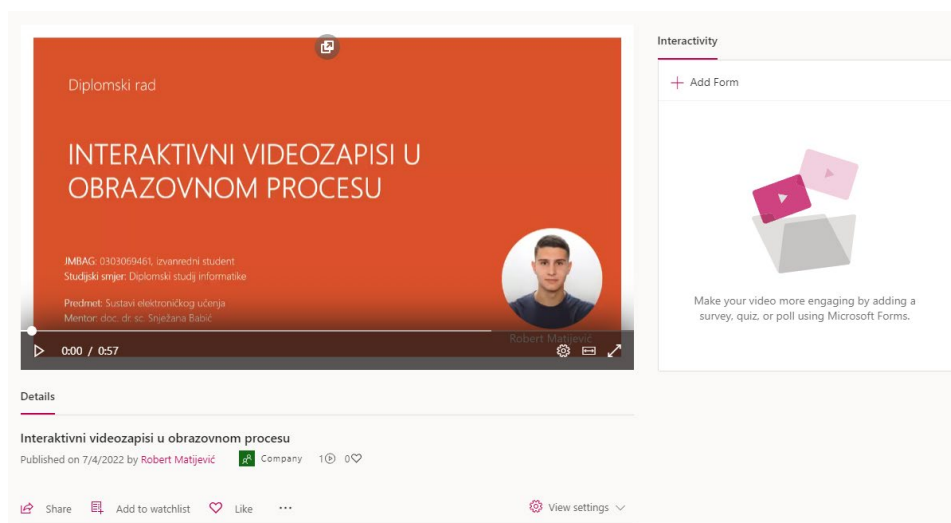 Diplomski rad
INTERAKTIVNI VIDEOZAPISI U
OBRAZOVNOM PROCESU
JMBAG: 0303069461, izvanredni student
Studijski smjer: Diplomski studij informatike
Predmet: Sustavi elektroničkog učenja
Mentor: doc. dr. sc. Snježana Babić
Robert Matijević
0:00 / 0:57
Interactivity
Add Form
Make your video more engaging by adding a
survey, quiz, or poll using Microsoft Forms.
Details
Interaktivni videozapisi u obrazovnom procesu
Published on 7/4/2022 by Robert Matijević Company 1 0
Share Add to watchlist Like ··· View settings